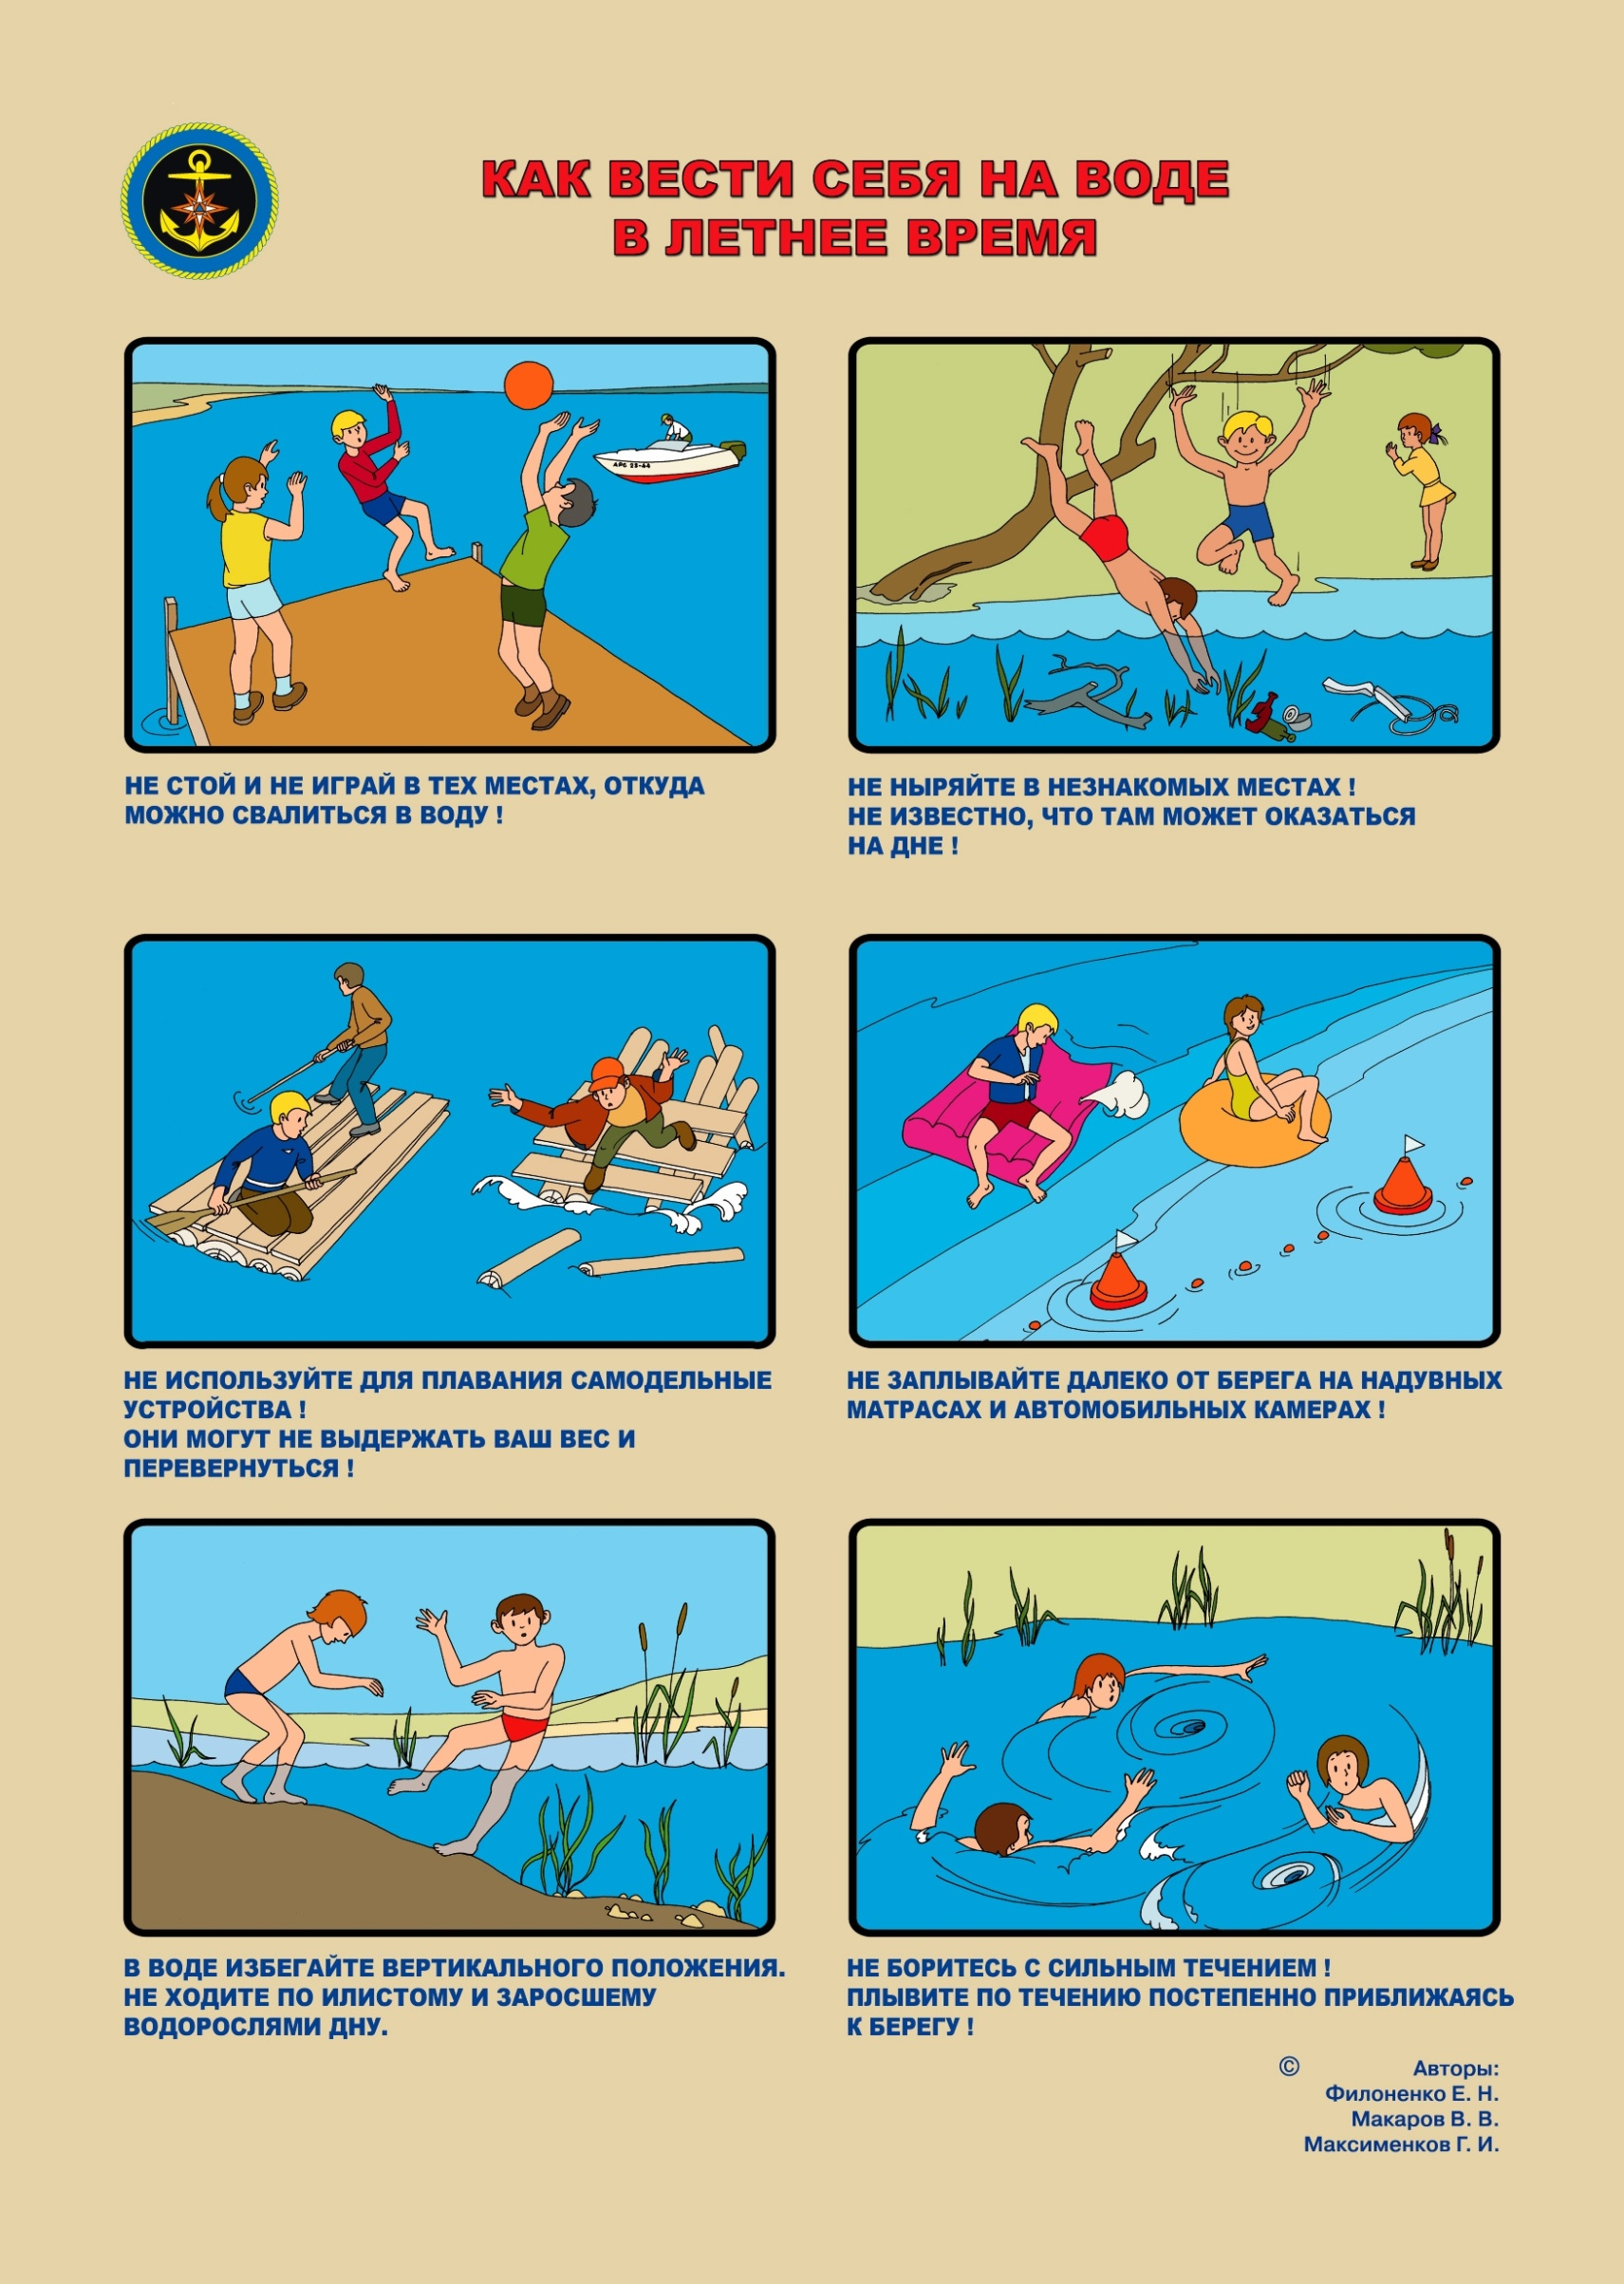 КАК ВЕСТИ СЕБЯ НА ВОДЕ
В ЛЕТНЕЕ ВРЕМЯ
АРС 28-44
НЕ СТОЙ И НЕ ИГРАЙ В ТЕХ МЕСТАХ, ОТКУДА
МОЖНО СВАЛИТЬСЯ В ВОДУ !
НЕ НЫРЯЙТЕ В НЕЗНАКОМЫХ МЕСТАХ !
НЕ ИЗВЕСТНО, ЧТО ТАМ МОЖЕТ ОКАЗАТЬСЯ
НА ДНЕ !
НЕ ИСПОЛЬЗУЙТЕ ДЛЯ ПЛАВАНИЯ САМОДЕЛЬНЫЕ
УСТРОЙСТВА !
ОНИ МОГУТ НЕ ВЫДЕРЖАТЬ ВАШ ВЕС И
ПЕРЕВЕРНУТЬСЯ !
НЕ ЗАПЛЫВАЙТЕ ДАЛЕКО ОТ БЕРЕГА НА НАДУВНЫХ
МАТРАСАХ И АВТОМОБИЛЬНЫХ КАМЕРАХ !
В ВОДЕ ИЗБЕГАЙТЕ ВЕРТИКАЛЬНОГО ПОЛОЖЕНИЯ.
НЕ ХОДИТЕ ПО ИЛИСТОМУ И ЗАРОСШЕМУ
ВОДОРОСЛЯМИ ДНУ.
НЕ БОРИТЕСЬ С СИЛЬНЫМ ТЕЧЕНИЕМ !
ПЛЫВИТЕ ПО ТЕЧЕНИЮ ПОСТЕПЕННО ПРИБЛИЖАЯСЬ
К БЕРЕГУ !
© Авторы:
Филоненко Е. Н.
Макаров В. В.
Максименков Г. И.